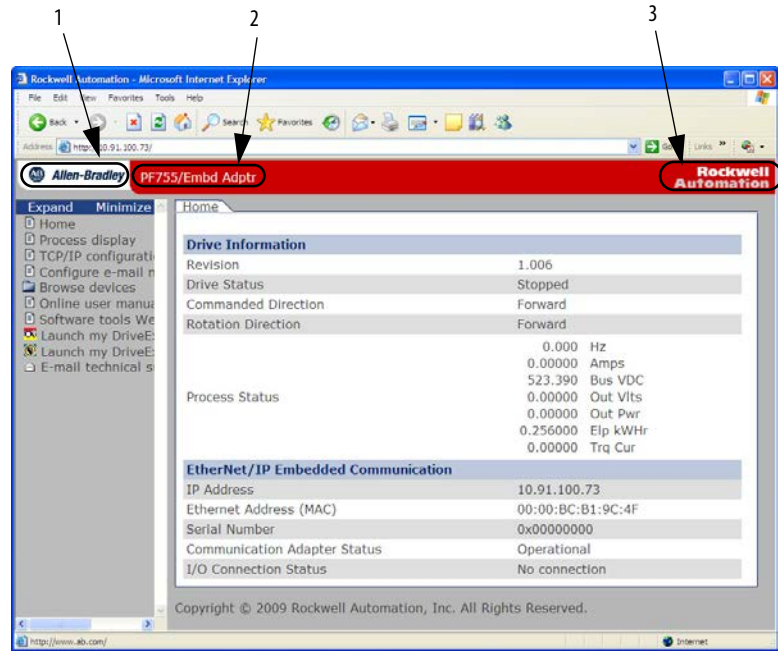 1 2 3
Rockwell Automation - Microsoft Internet Explorer
File Edit View Favorites Tools Help
Back Search Favorites
Address http://10.91.100.73/ Go Links »
AB Allen-Bradley PF755/Embd Adptr Rockwell
Automation
Expand Minimize
Home
Process display
TCP/IP configurati
Configure e-mail n
Browse devices
Online user manua
Software tools We
Launch my DriveE
Launch my DriveE
E-mail technical s
Home
Drive Information
Revision 1.006
Drive Status Stopped
Commanded Direction Forward
Rotation Direction Forward
Process Status
0.000 Hz
0.00000 Amps
523.390 Bus VDC
0.00000 Out Vlts
0.00000 Out Pwr
0.256000 Elp kWHr
0.00000 Trq Cur
EtherNet/IP Embedded Communication
IP Address 10.91.100.73
Ethernet Address (MAC) 00:00:BC:B1:9C:4F
Serial Number 0x00000000
Communication Adapter Status Operational
I/O Connection Status No connection
Copyright © 2009 Rockwell Automation, Inc. All Rights Reserved.
http://www.ab.com/ Internet